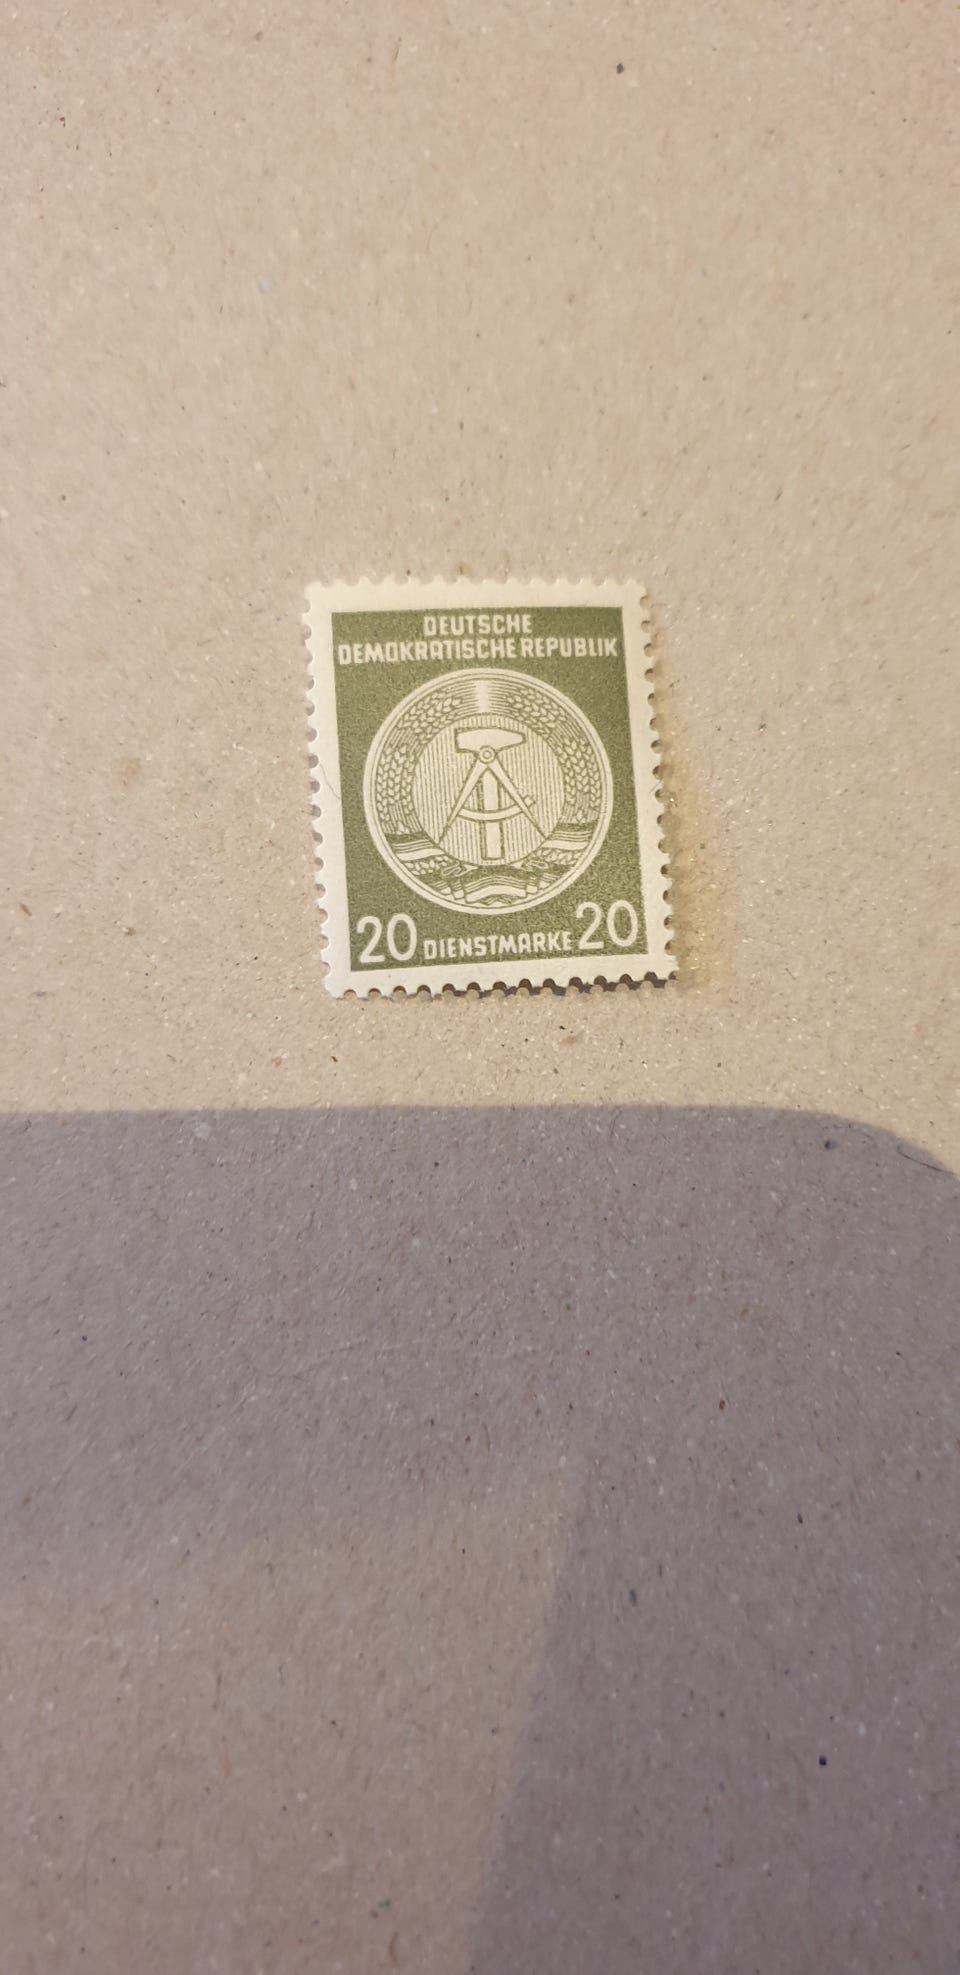 DEUTSCHE
DEMOKRATISCHE REPUBLIK
20 DIENSTMARKE 20